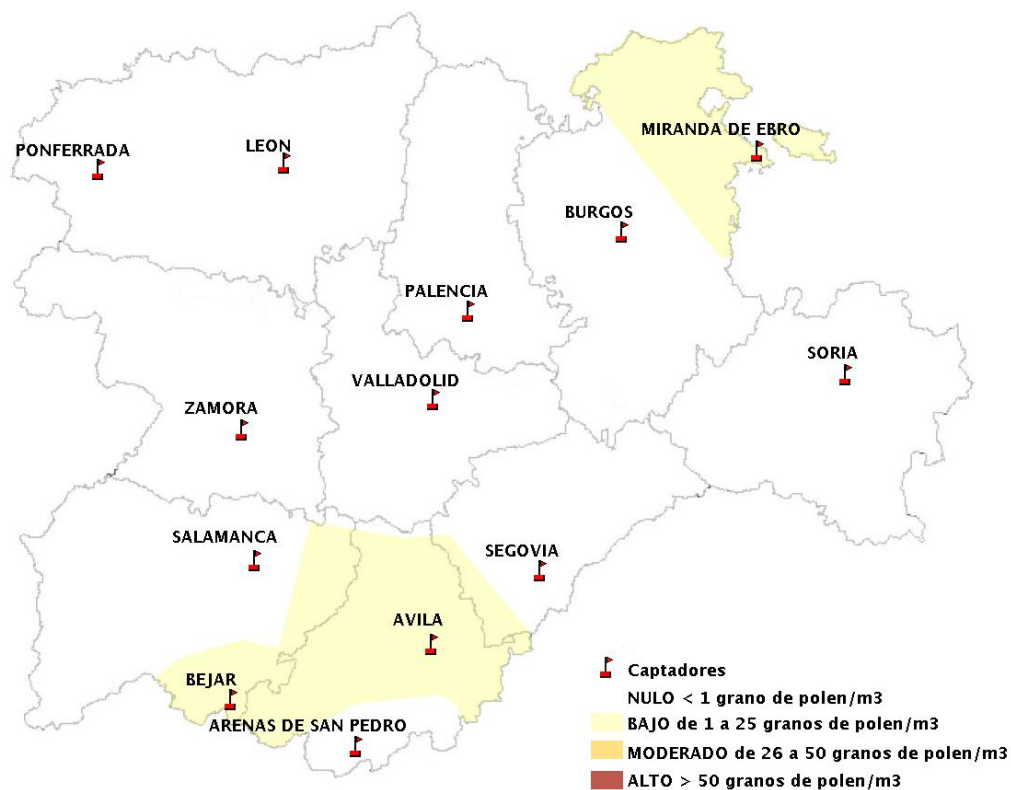 MIRANDA DE EBRO
PONFERRADA
LEON
BURGOS
PALENCIA
SORIA
VALLADOLID
ZAMORA
SALAMANCA
SEGOVIA
AVILA
BEJAR
ARENAS DE SAN PEDRO
Captadores
NULO < 1 grano de polen/m3
BAJO de 1 a 25 granos de polen/m3
MODERADO de 26 a 50 granos de polen/m3
ALTO > 50 granos de polen/m3